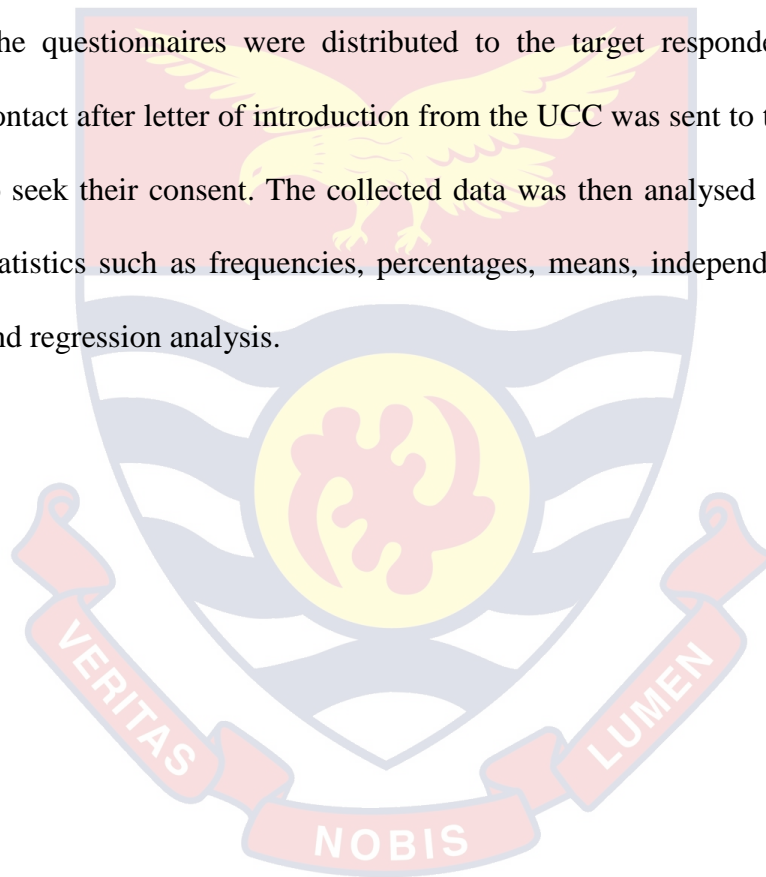 he questionnaires were distributed to the target responde
ontact after letter of introduction from the UCC was sent to t
o seek their consent. The collected data was then analysed
atistics such as frequencies, percentages, means, independ
nd regression analysis.
VERITAS
NOBIS
LUMEN